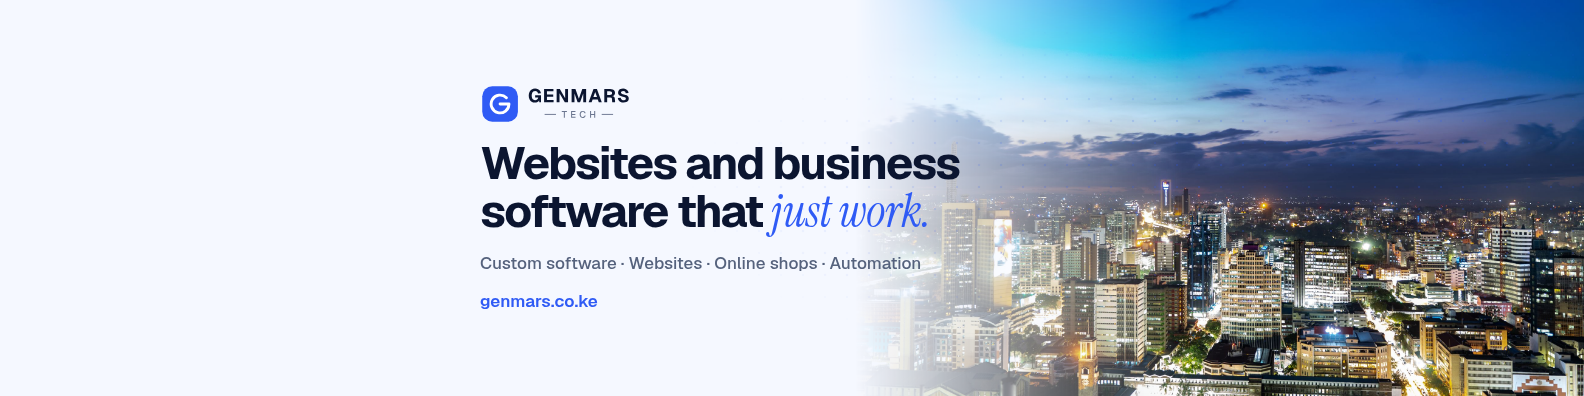 G
GENMARS
— TECH —
Websites and business
software that just work.
Custom software · Websites · Online shops · Automation
genmars.co.ke